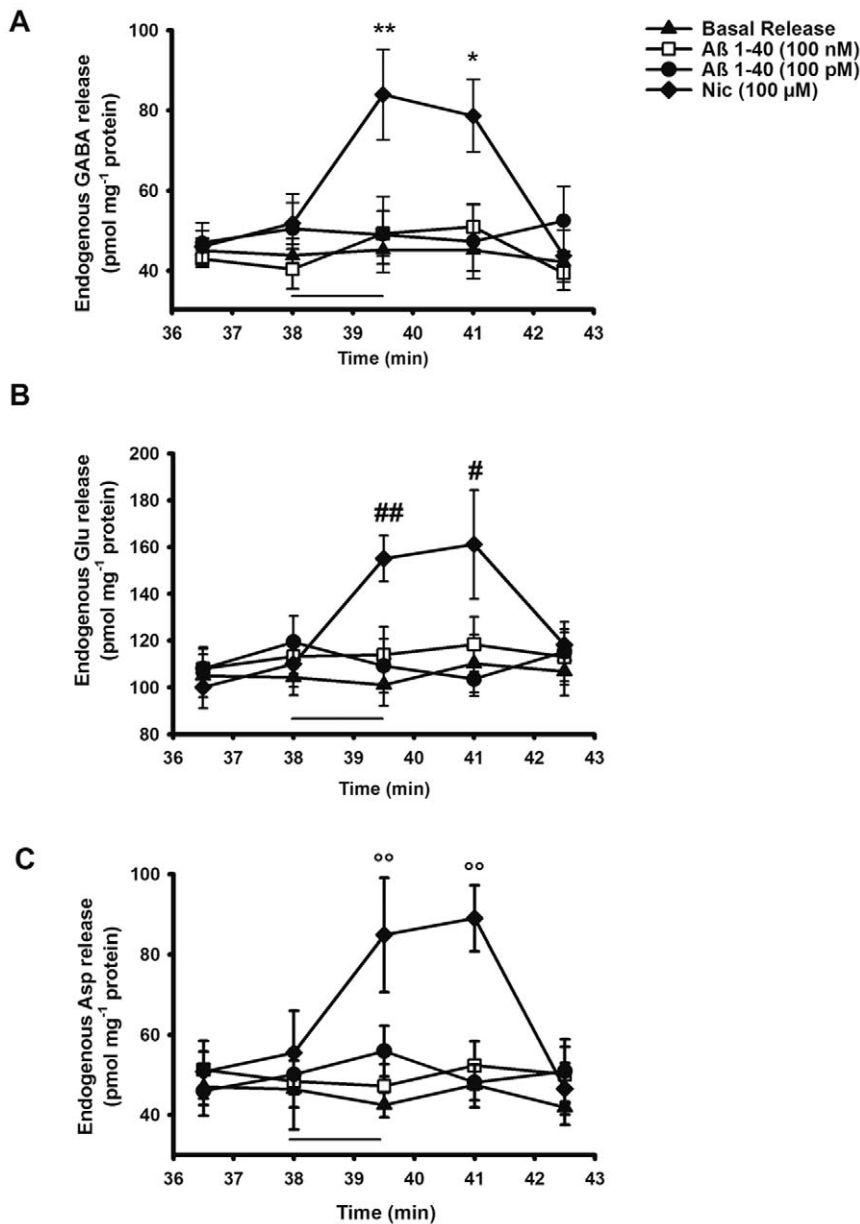 A
Basal Release
Aß 1-40 (100 nM)
Aß 1-40 (100 pM)
Nic (100 µM)
Endogenous GABA release
(pmol mg⁻¹ protein)
100
80
60
40
** *
36 37 38 39 40 41 42 43
Time (min)
B
Endogenous Glu release
(pmol mg⁻¹ protein)
200
180
160
140
120
100
80
## #
36 37 38 39 40 41 42 43
Time (min)
C
Endogenous Asp release
(pmol mg⁻¹ protein)
100
80
60
40
°° °°
36 37 38 39 40 41 42 43
Time (min)